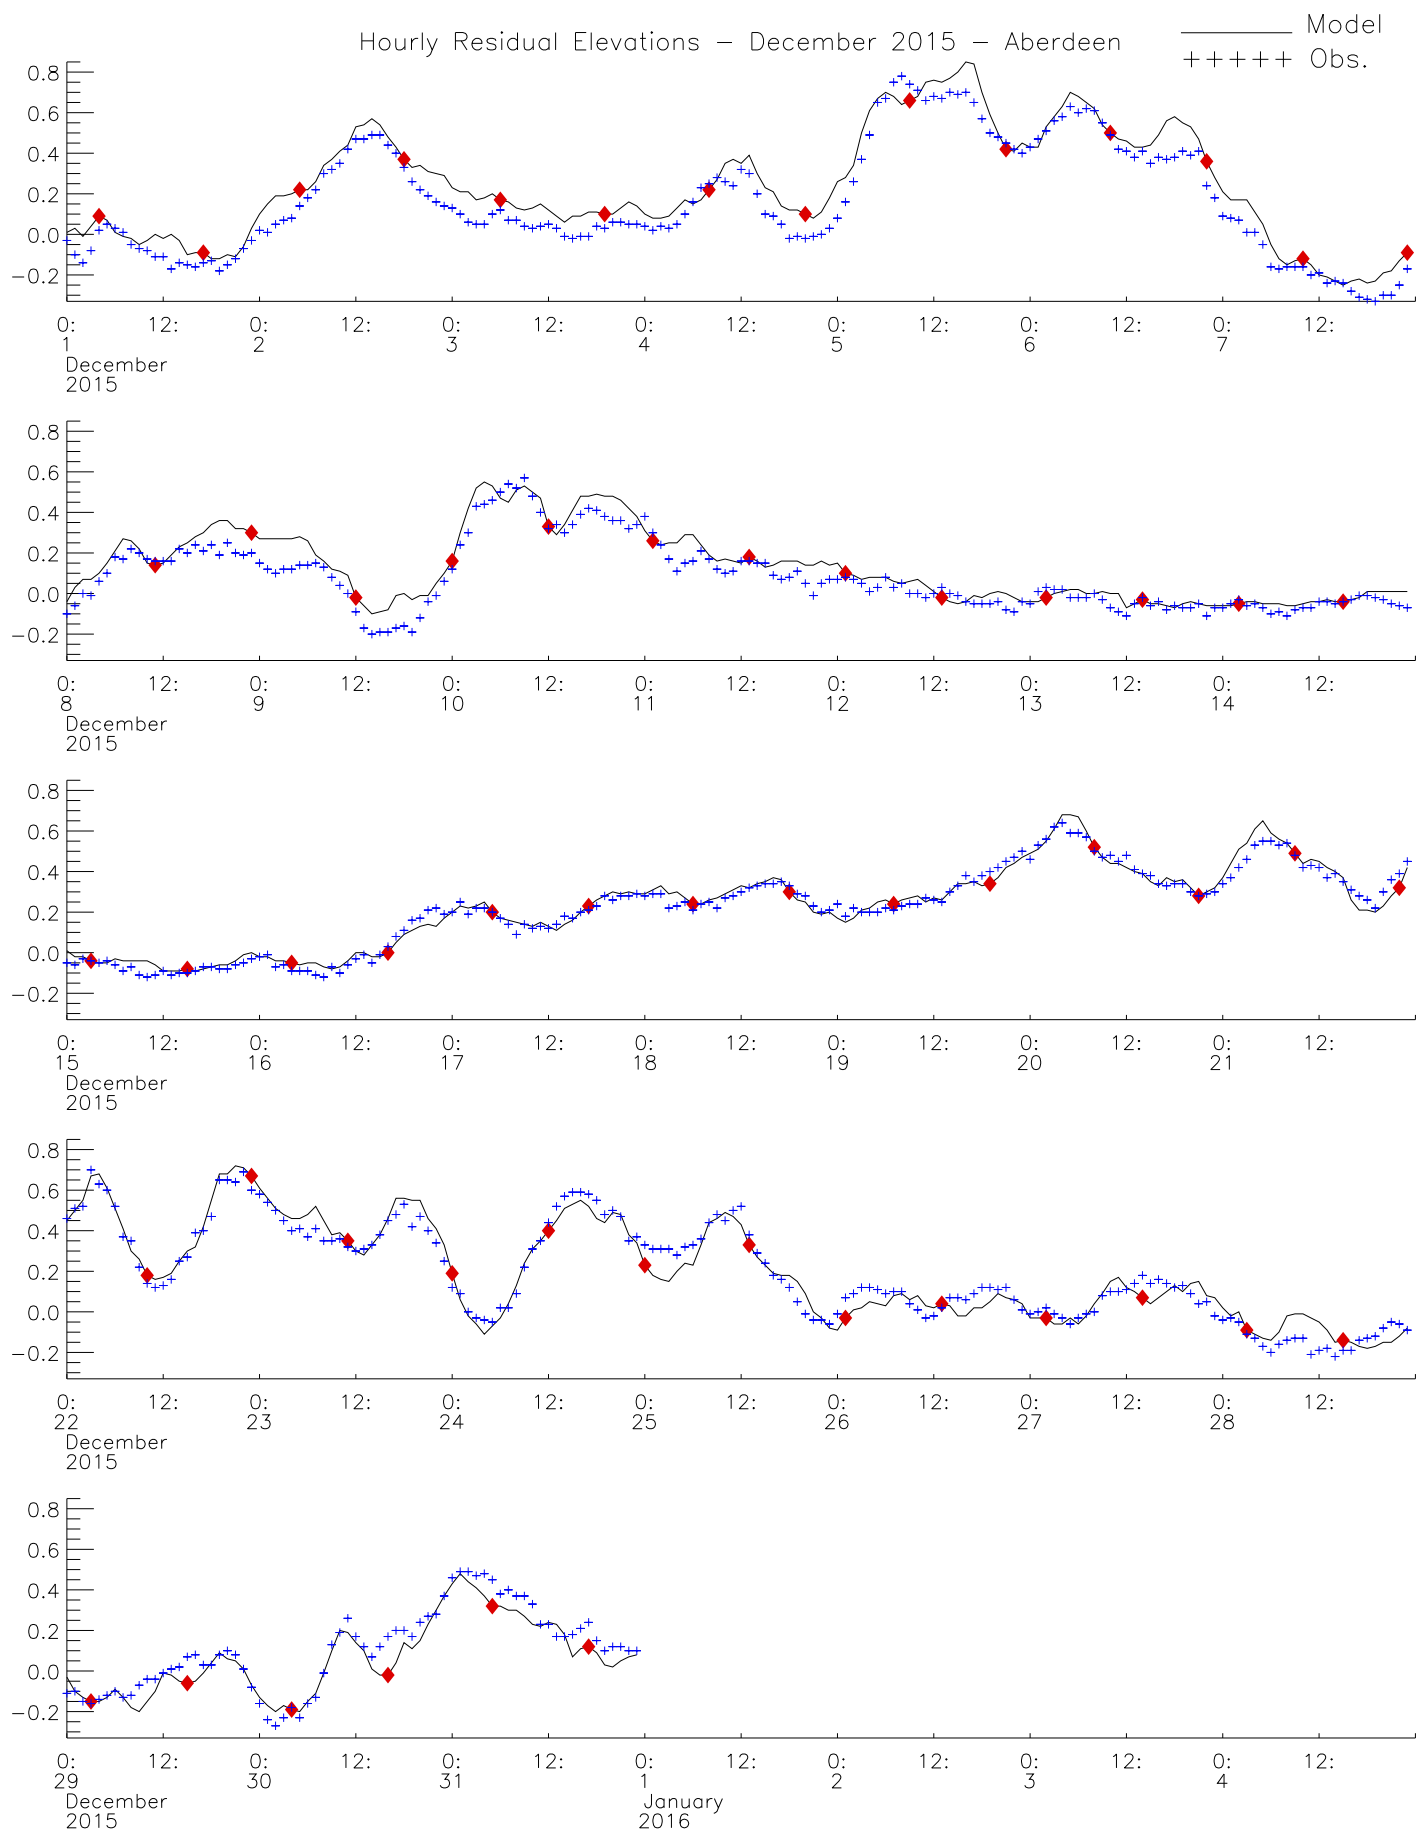 Hourly Residual Elevations – December 2015 – Aberdeen
Model
+++++ Obs.
0.8
0.6
0.4
0.2
0.0
−0.2
0: 12: 0: 12: 0: 12: 0: 12: 0: 12: 0: 12: 0: 12:
1 2 3 4 5 6 7
December
2015
0.8
0.6
0.4
0.2
0.0
−0.2
0: 12: 0: 12: 0: 12: 0: 12: 0: 12: 0: 12: 0: 12:
8 9 10 11 12 13 14
December
2015
0.8
0.6
0.4
0.2
0.0
−0.2
0: 12: 0: 12: 0: 12: 0: 12: 0: 12: 0: 12: 0: 12:
15 16 17 18 19 20 21
December
2015
0.8
0.6
0.4
0.2
0.0
−0.2
0: 12: 0: 12: 0: 12: 0: 12: 0: 12: 0: 12: 0: 12:
22 23 24 25 26 27 28
December
2015
0.8
0.6
0.4
0.2
0.0
−0.2
0: 12: 0: 12: 0: 12: 0: 12: 0: 12: 0: 12: 0: 12:
29 30 31 1 2 3 4
December January
2015 2016